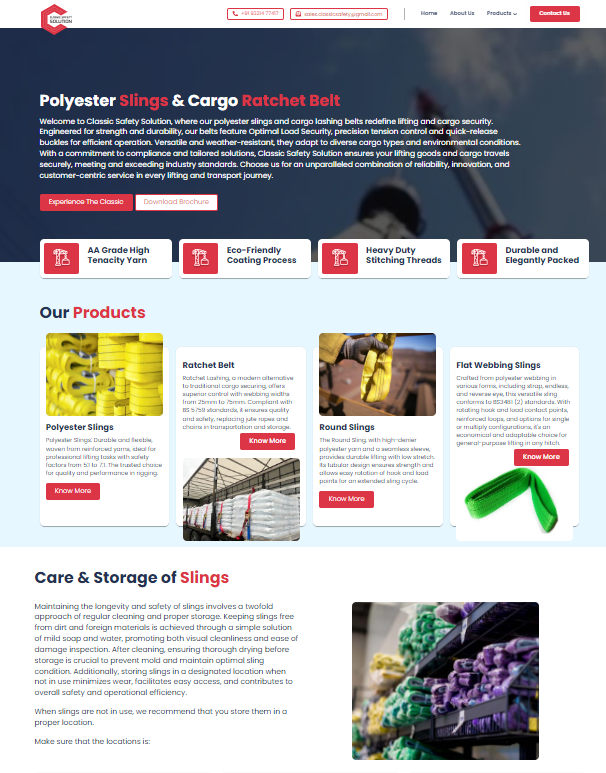 CLASSIC SAFETY
SOLUTION
+91 82214 77417
sales.classicsafety@gmail.com
Home
About Us
Products
Contact Us
Polyester Slings & Cargo Ratchet Belt
Welcome to Classic Safety Solution, where our polyester slings and cargo lashing belts redefine lifting and cargo security.
Engineered for strength and durability, our belts feature Optimal Load Security, precision tension control and quick-release
buckles for efficient operation. Versatile and weather-resistant, they adapt to diverse cargo types and environmental conditions.
With a commitment to compliance and tailored solutions, Classic Safety Solution ensures your lifting goods and cargo travels
securely, meeting and exceeding industry standards. Choose us for an unparalleled combination of reliability, innovation, and
customer-centric service in every lifting and transport journey.
Experience The Classic
Download Brochure
AA Grade High
Tenacity Yarn
Eco-Friendly
Coating Process
Heavy Duty
Stitching Threads
Durable and
Elegantly Packed
Our Products
Polyester Slings
Polyester Slings: Durable and flexible,
woven from reinforced yarns, ideal for
professional lifting tasks with safety
factors from 5:1 to 7:1. The trusted choice
for quality and performance in rigging.
Know More
Ratchet Belt
Ratchet Lashing, a modern alternative
to traditional cargo securing, offers
superior control with webbing widths
from 25mm to 75mm. Compliant with
BS 5759 standards, it ensures quality
and safety, replacing jute ropes and
chains in transportation and storage.
Know More
Round Slings
The Round Sling, with high-denier
polyester yarn and a seamless sleeve,
provides durable lifting with low stretch.
Its tubular design ensures strength and
allows easy rotation of hook and load
points for an extended sling cycle.
Know More
Flat Webbing Slings
Crafted from polyester webbing in
various forms, including strap, endless,
and reverse eye, this versatile sling
conforms to BS3481 (2) standards. With
rotating hook and load contact points,
reinforced loops, and options for single
or multiply configurations, it's an
economical and adaptable choice for
general-purpose lifting in any hitch.
Know More
Care & Storage of Slings
Maintaining the longevity and safety of slings involves a twofold
approach of regular cleaning and proper storage. Keeping slings free
from dirt and foreign materials is achieved through a simple solution
of mild soap and water, promoting both visual cleanliness and ease of
damage inspection. After cleaning, ensuring thorough drying before
storage is crucial to prevent mold and maintain optimal sling
condition. Additionally, storing slings in a designated location when
not in use minimizes wear, facilitates easy access, and contributes to
overall safety and operational efficiency.
When slings are not in use, we recommend that you store them in a
proper location.
Make sure that the locations is: